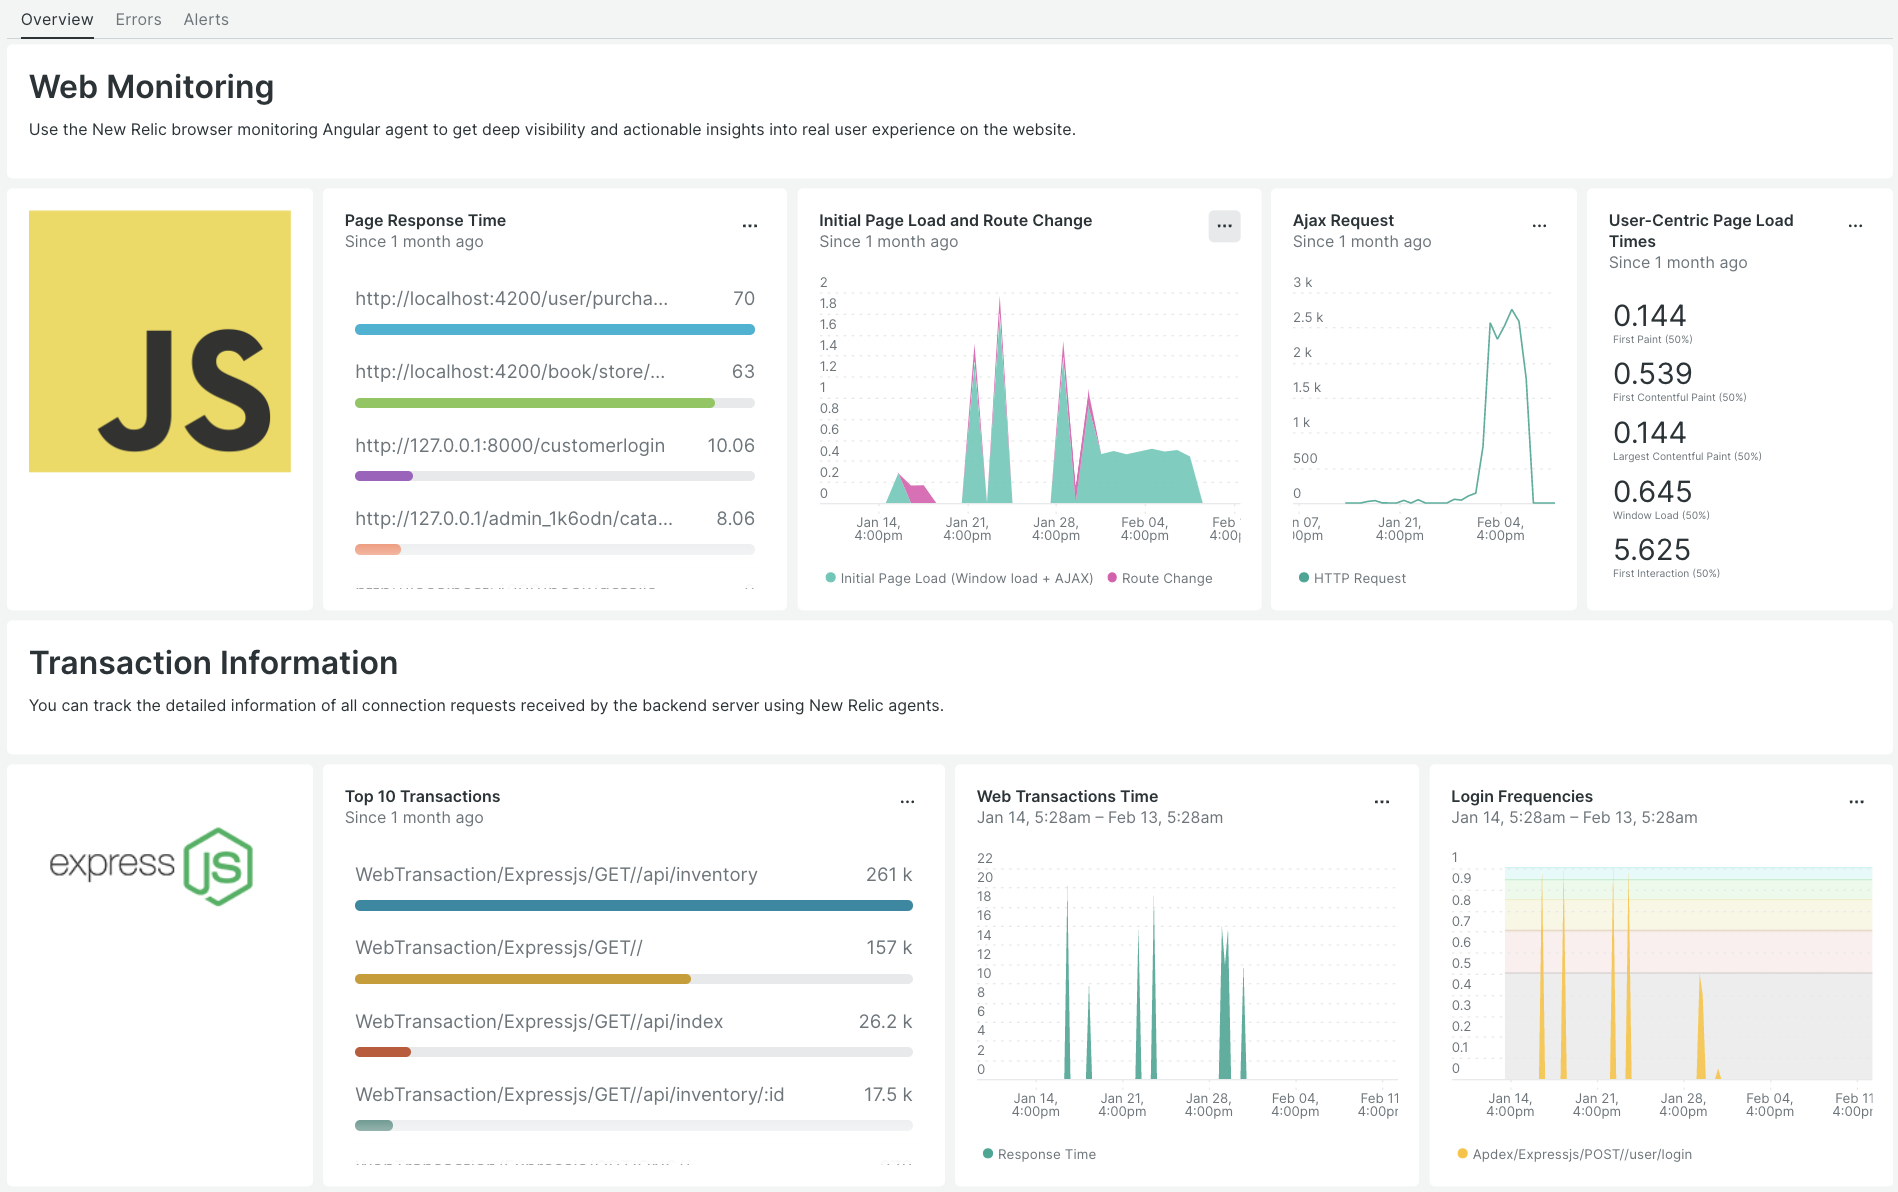 Overview Errors Alerts
Web Monitoring
Use the New Relic browser monitoring Angular agent to get deep visibility and actionable insights into real user experience on the website.
JS
Page Response Time
Since 1 month ago
http://localhost:4200/user/purcha... 70
http://localhost:4200/book/store/... 63
http://127.0.0.1:8000/customerlogin 10.06
http://127.0.0.1/admin_1k6odn/cata... 8.06
Initial Page Load and Route Change
Since 1 month ago
2
1.8
1.6
1.4
1.2
1
0.8
0.6
0.4
0.2
0
Jan 14, Jan 21, Jan 28, Feb 04, Feb
4:00pm 4:00pm 4:00pm 4:00pm 4:00
Initial Page Load (Window load + AJAX) Route Change
Ajax Request
Since 1 month ago
3 k
2.5 k
2 k
1.5 k
1 k
500
0
n 07, Jan 21, Feb 04,
0pm 4:00pm 4:00pm
HTTP Request
User-Centric Page Load
Times
Since 1 month ago
0.144
First Paint (50%)
0.539
First Contentful Paint (50%)
0.144
Largest Contentful Paint (50%)
0.645
Window Load (50%)
5.625
First Interaction (50%)
Transaction Information
You can track the detailed information of all connection requests received by the backend server using New Relic agents.
express JS
Top 10 Transactions
Since 1 month ago
WebTransaction/Expressjs/GET//api/inventory 261 k
WebTransaction/Expressjs/GET// 157 k
WebTransaction/Expressjs/GET//api/index 26.2 k
WebTransaction/Expressjs/GET//api/inventory/:id 17.5 k
Web Transactions Time
Jan 14, 5:28am – Feb 13, 5:28am
22
20
18
16
14
12
10
8
6
4
2
0
Jan 14, Jan 21, Jan 28, Feb 04, Feb 11
4:00pm 4:00pm 4:00pm 4:00pm 4:00p
Response Time
Login Frequencies
Jan 14, 5:28am – Feb 13, 5:28am
1
0.9
0.8
0.7
0.6
0.5
0.4
0.3
0.2
0.1
0
Jan 14, Jan 21, Jan 28, Feb 04, Feb 11
4:00pm 4:00pm 4:00pm 4:00pm 4:00p
Apdex/Expressjs/POST//user/login